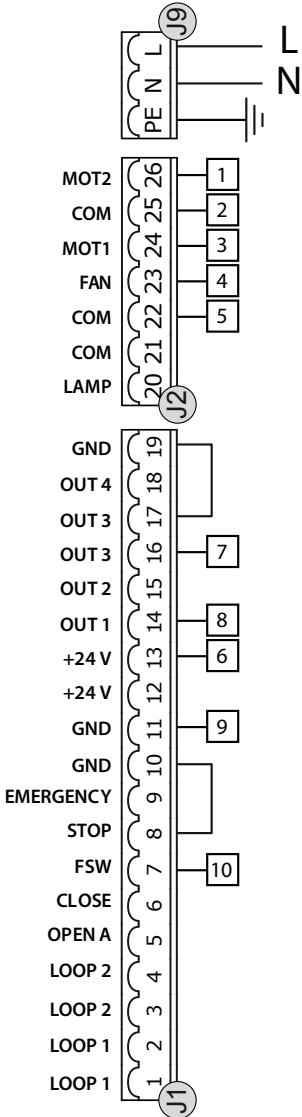 J9
L L
N N
PE
MOT2 26 1
COM 25 2
MOT1 24 3
FAN 23 4
COM 22 5
COM 21
LAMP 20
J2
GND 19
OUT 4 18
OUT 3 17
OUT 3 16 7
OUT 2 15
OUT 1 14 8
+24 V 13 6
+24 V 12
GND 11 9
GND 10
EMERGENCY 9
STOP 8
FSW 7 10
CLOSE 6
OPEN A 5
LOOP 2 4
LOOP 2 3
LOOP 1 2
LOOP 1 1
J1